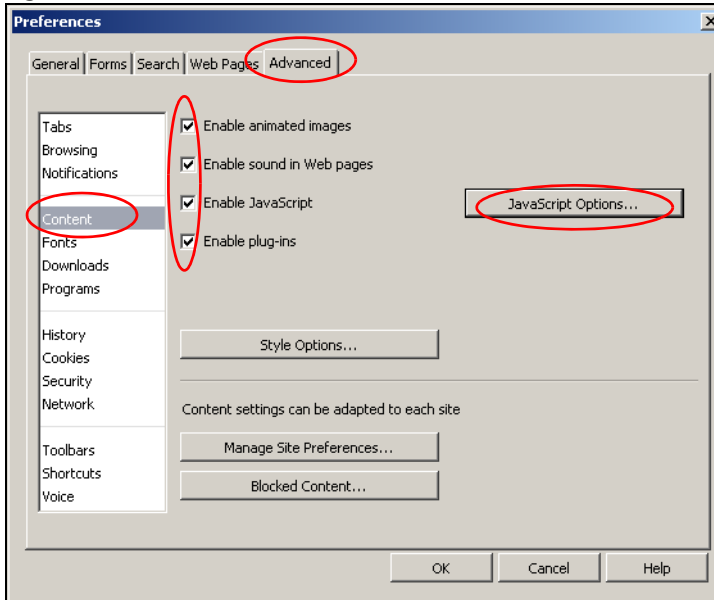 Preferences
General Forms Search Web Pages Advanced
Tabs
Browsing
Notifications
Content
Fonts
Downloads
Programs
History
Cookies
Security
Network
Toolbars
Shortcuts
Voice
Enable animated images
Enable sound in Web pages
Enable JavaScript
JavaScript Options...
Enable plug-ins
Style Options...
Content settings can be adapted to each site
Manage Site Preferences...
Blocked Content...
OK Cancel Help